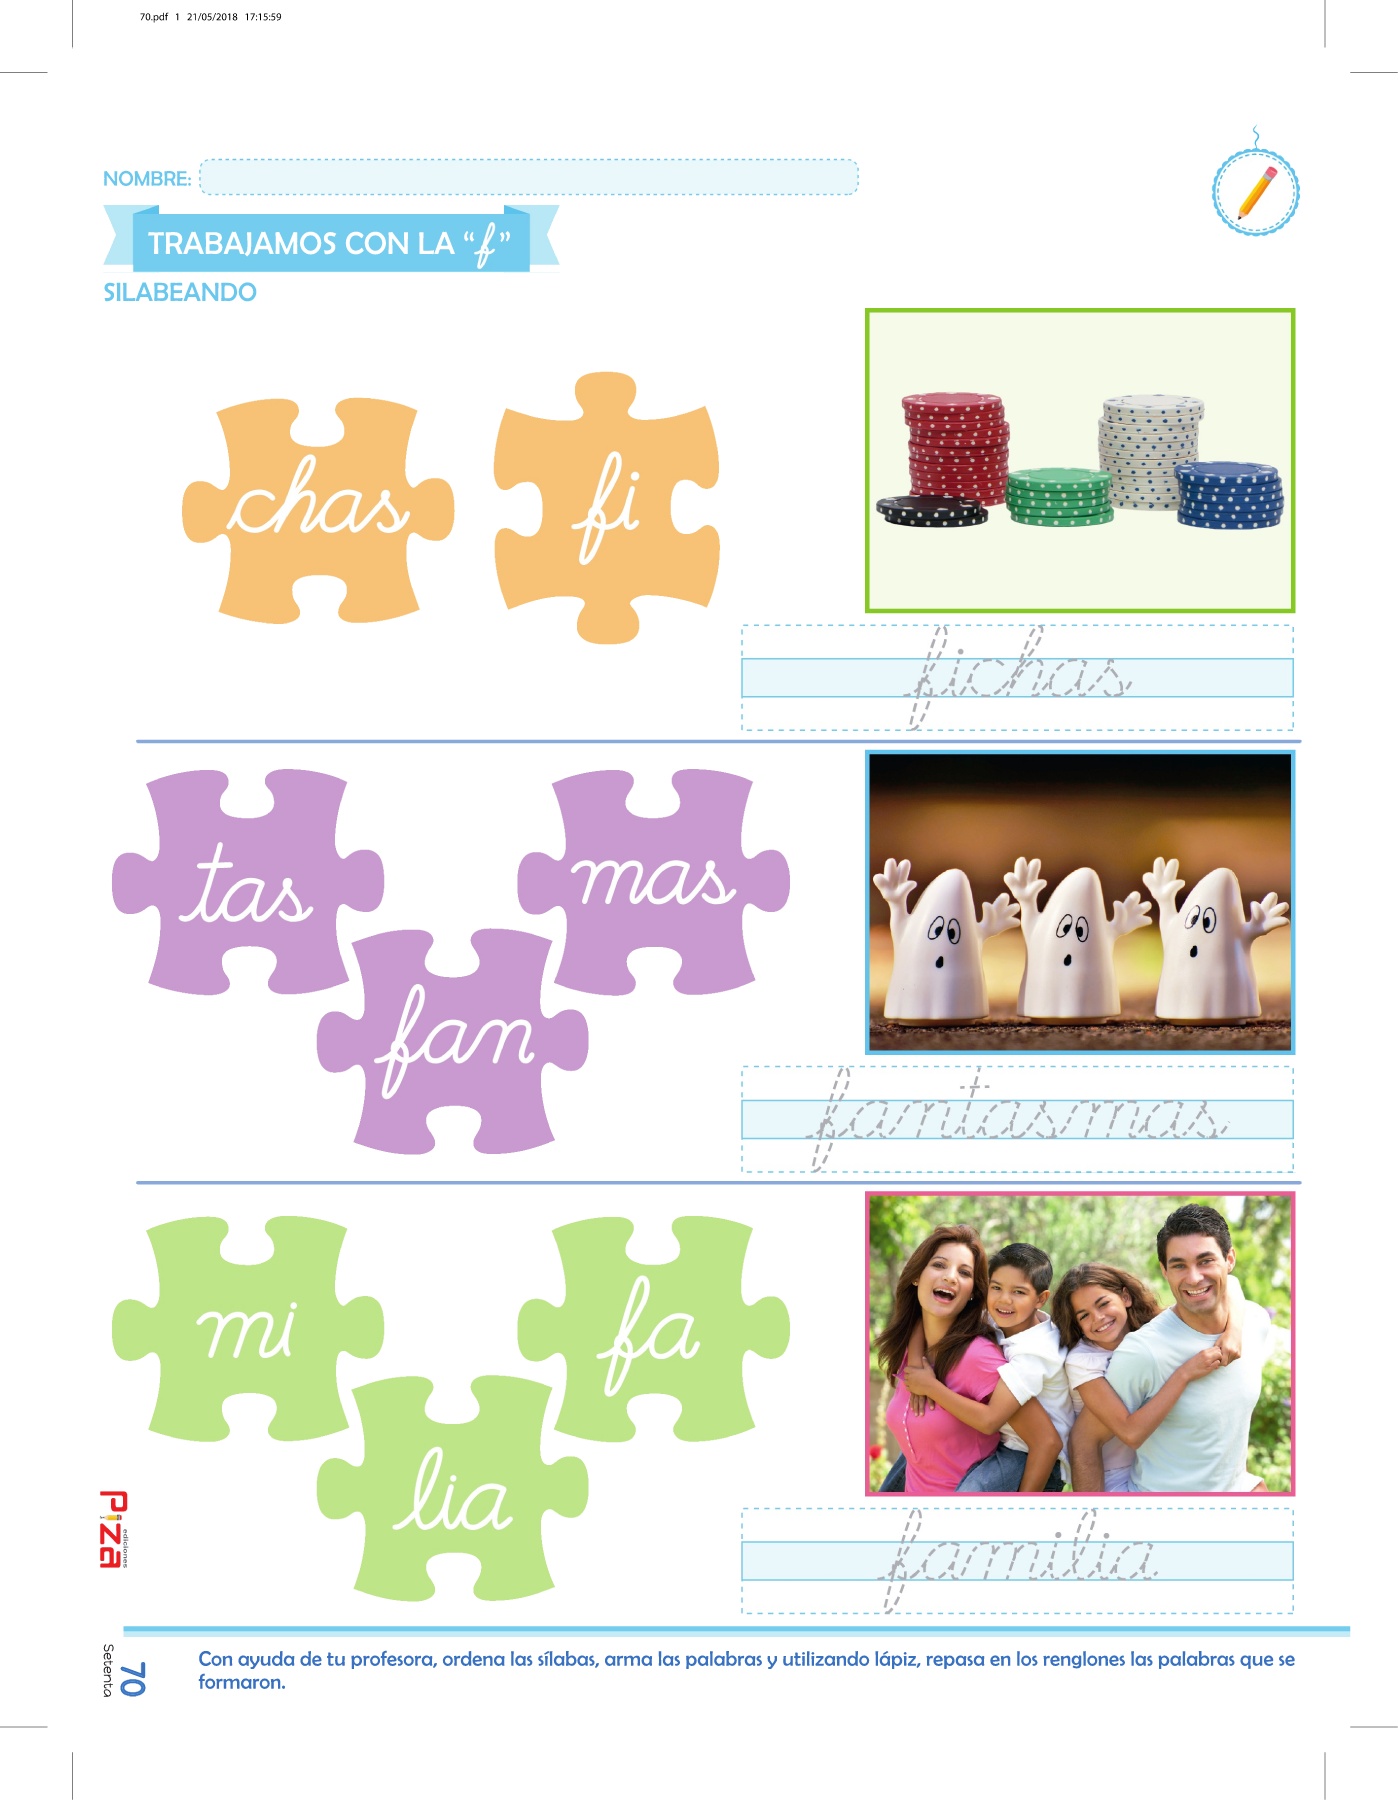 70.pdf 1 21/05/2018 17:15:59
NOMBRE:
TRABAJAMOS CON LA “f”
SILABEANDO
chas
fi
fichas
tas
mas
fan
fantasmas
mi
fa
lia
familia
Piza
ediciones
70
Setenta
Con ayuda de tu profesora, ordena las sílabas, arma las palabras y utilizando lápiz, repasa en los renglones las palabras que se
formaron.